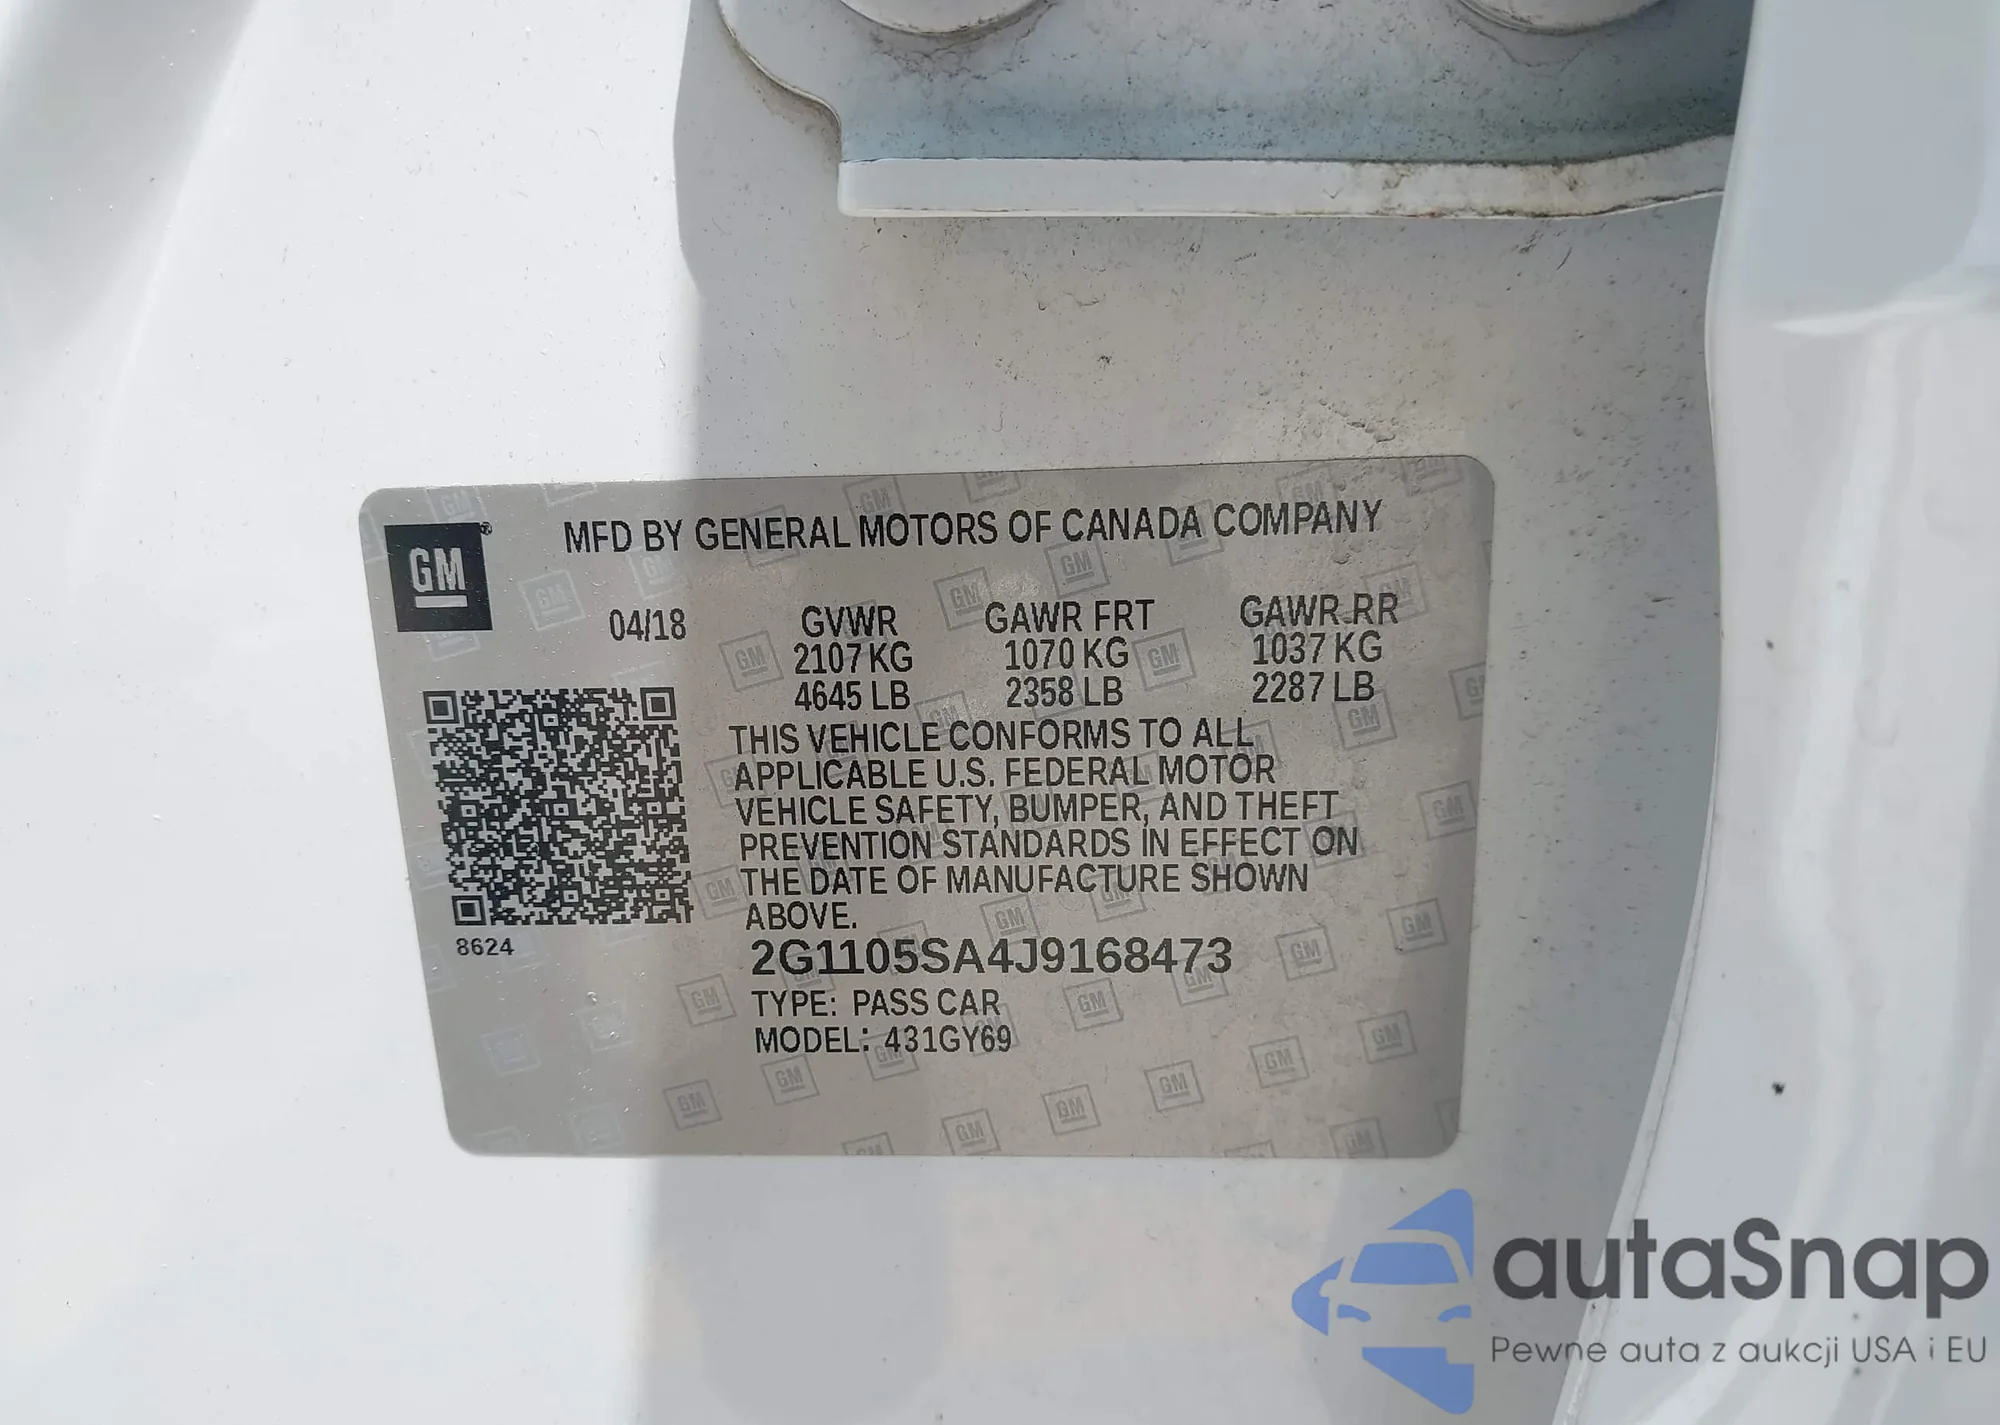 GM®
MFD BY GENERAL MOTORS OF CANADA COMPANY
04/18 GVWR GAWR FRT GAWR RR
2107 KG 1070 KG 1037 KG
4645 LB 2358 LB 2287 LB
THIS VEHICLE CONFORMS TO ALL
APPLICABLE U.S. FEDERAL MOTOR
VEHICLE SAFETY, BUMPER, AND THEFT
PREVENTION STANDARDS IN EFFECT ON
THE DATE OF MANUFACTURE SHOWN
ABOVE.
8624
2G1105SA4J9168473
TYPE: PASS CAR
MODEL: 431GY69
autaSnap
Pewne auta z aukcji USA i EU